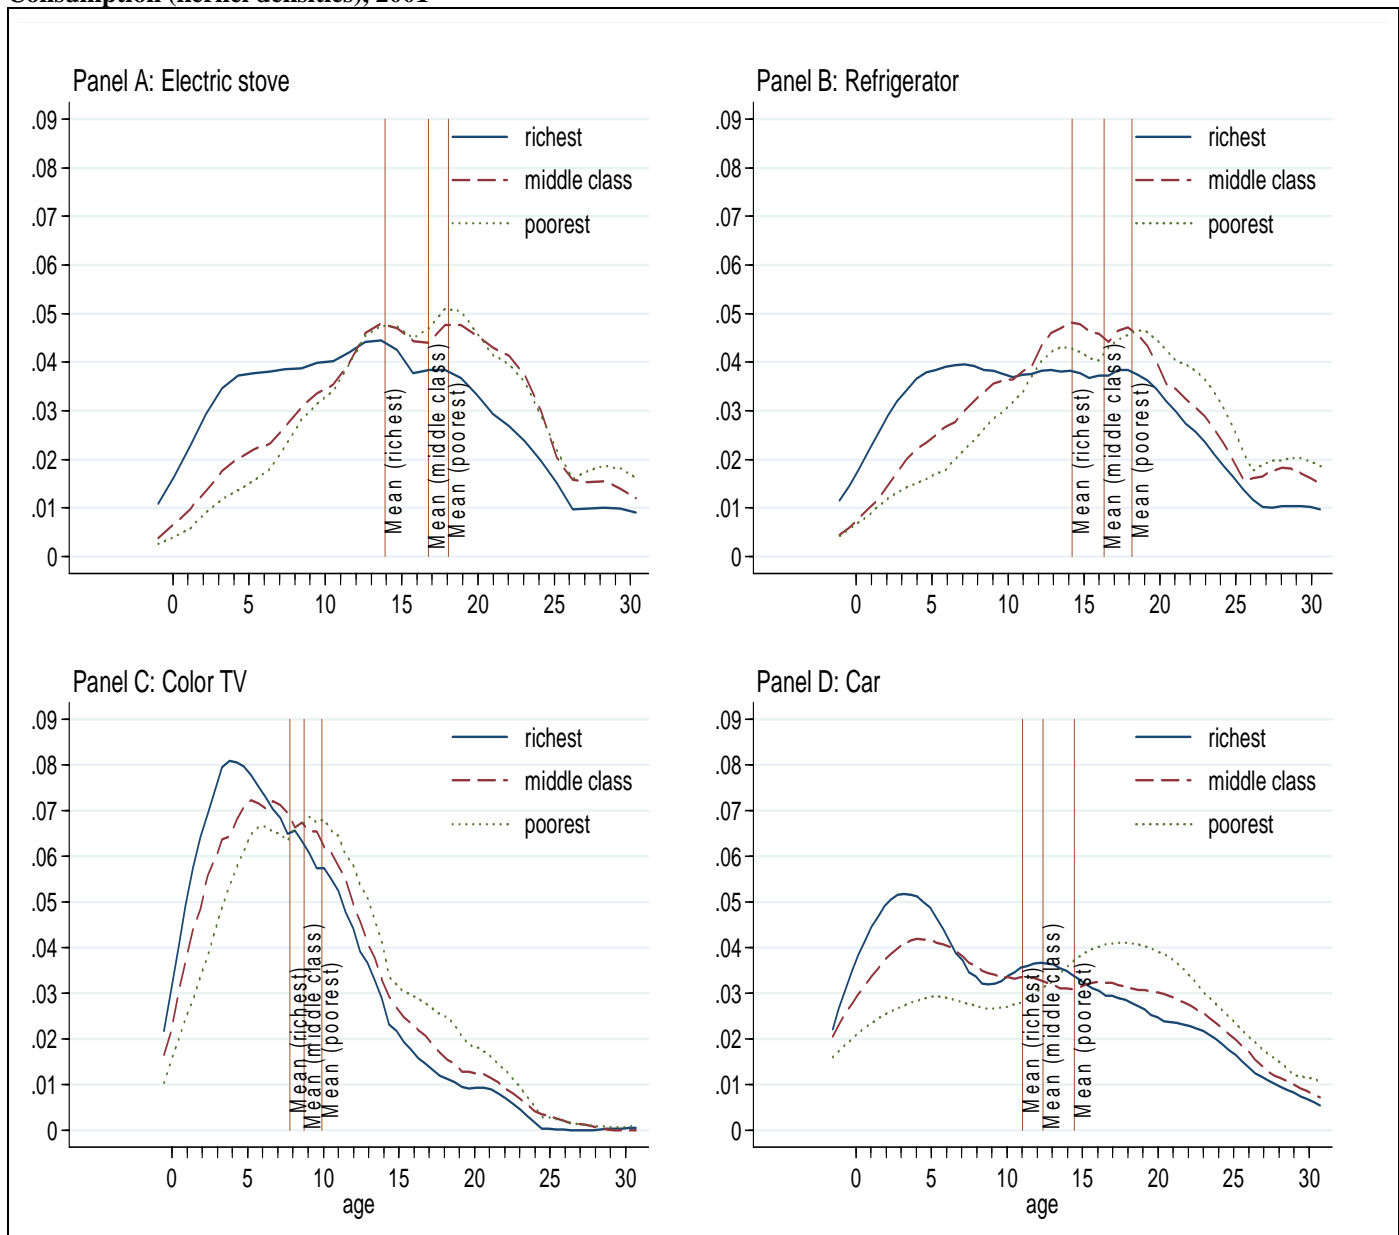 Consumption (kernel densities), 2001
Panel A: Electric stove
.09
.08
.07
.06
.05
.04
.03
.02
.01
0
richest
middle class
poorest
Mean (richest)
Mean (middle class)
Mean (poorest)
0 5 10 15 20 25 30
Panel B: Refrigerator
.09
.08
.07
.06
.05
.04
.03
.02
.01
0
richest
middle class
poorest
Mean (richest)
Mean (middle class)
Mean (poorest)
0 5 10 15 20 25 30
Panel C: Color TV
.09
.08
.07
.06
.05
.04
.03
.02
.01
0
richest
middle class
poorest
Mean (richest)
Mean (middle class)
Mean (poorest)
0 5 10 15 20 25 30
age
Panel D: Car
.09
.08
.07
.06
.05
.04
.03
.02
.01
0
richest
middle class
poorest
Mean (richest)
Mean (middle class)
Mean (poorest)
0 5 10 15 20 25 30
age